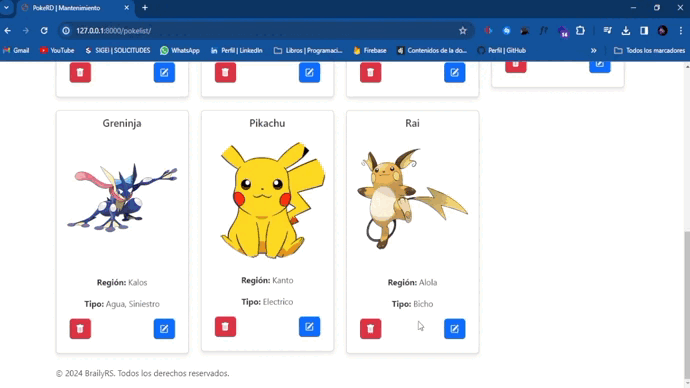 PokeRD | Mantenimiento
127.0.0.1:8000/pokelist/
Gmail YouTube SIGEI | SOLICITUDES WhatsApp Perfil | LinkedIn Libros | Programaci... Firebase Contenidos de la do... Perfil | GitHub Todos los marcadores
Greninja Pikachu Rai
Región: Kalos Región: Kanto Región: Alola
Tipo: Agua, Siniestro Tipo: Electrico Tipo: Bicho
© 2024 BrailyRS. Todos los derechos reservados.